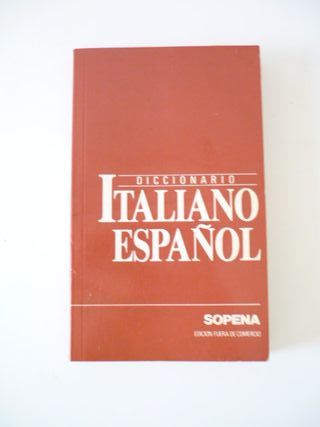 DICCIONARIO
ITALIANO
ESPAÑOL
SOPENA
EDICION FUERA DE COMERCIO